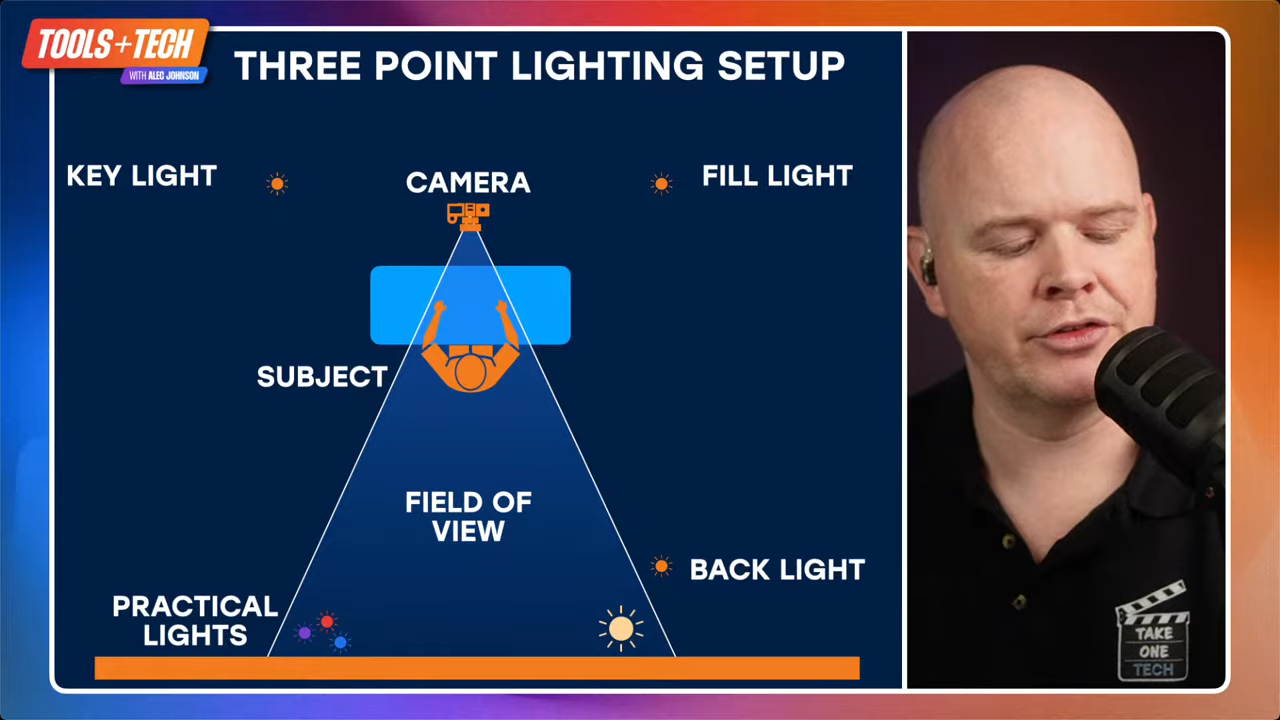 TOOLS+TECH
WITH ALEC JOHNSON
THREE POINT LIGHTING SETUP
KEY LIGHT
CAMERA
FILL LIGHT
SUBJECT
FIELD OF
VIEW
BACK LIGHT
PRACTICAL
LIGHTS
TAKE
ONE
TECH